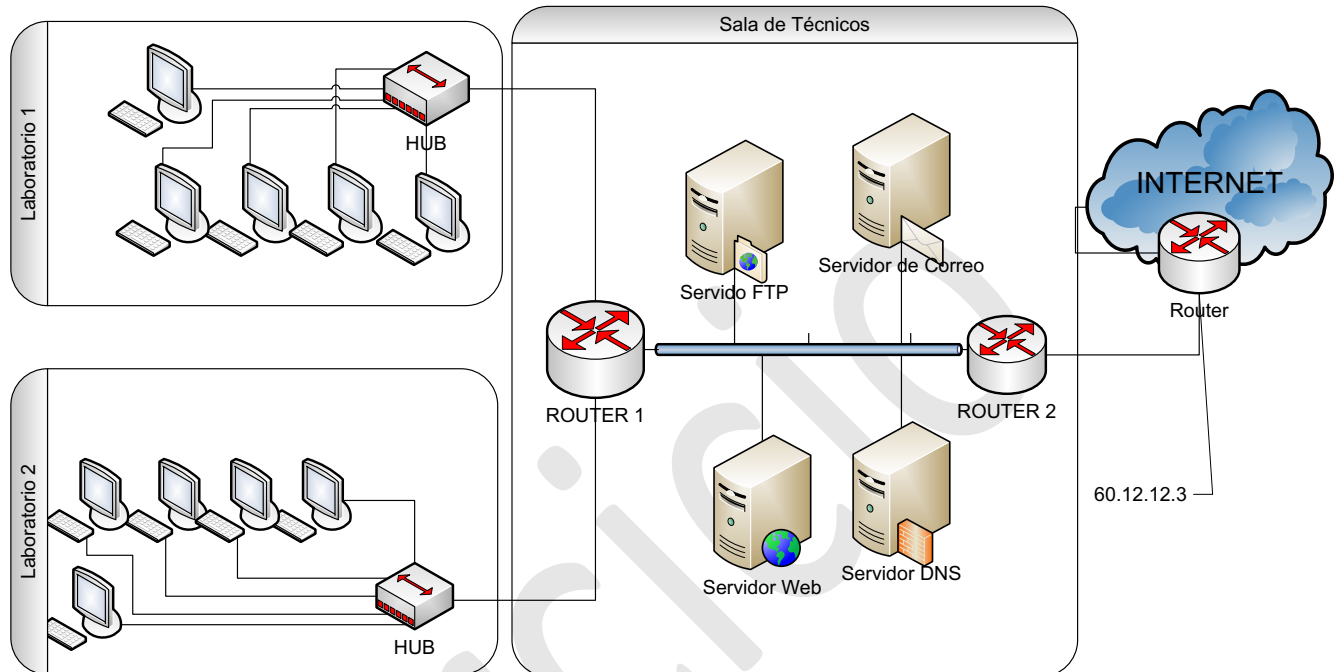 Sala de Técnicos
Laboratorio 1
HUB
INTERNET
Servidor de Correo
Servido FTP
Router
ROUTER 1
ROUTER 2
Laboratorio 2
60.12.12.3
Servidor Web
Servidor DNS
HUB